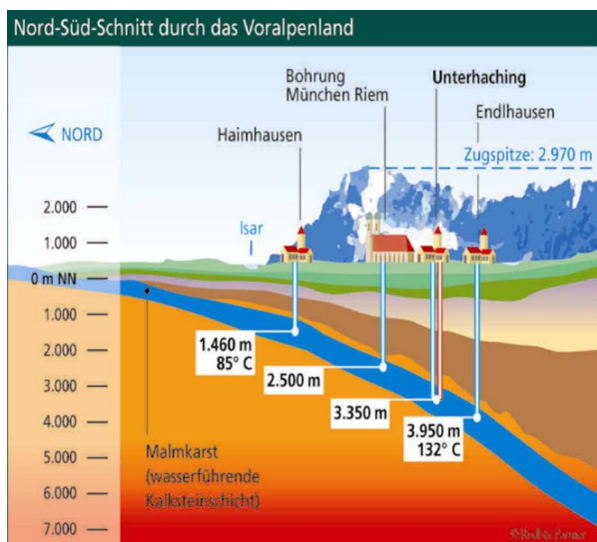 Nord-Süd-Schnitt durch das Voralpenland
Bohrung
München Riem
Unterhaching
Endlhausen
NORD
Haimhausen
Zugspitze: 2.970 m
2.000
Isar
1.000
0 m NN
1.000
1.460 m
85° C
2.000
2.500 m
3.000
3.350 m
3.950 m
132° C
4.000
Malmkarst
(wasserführende
Kalksteinschicht)
5.000
6.000
7.000